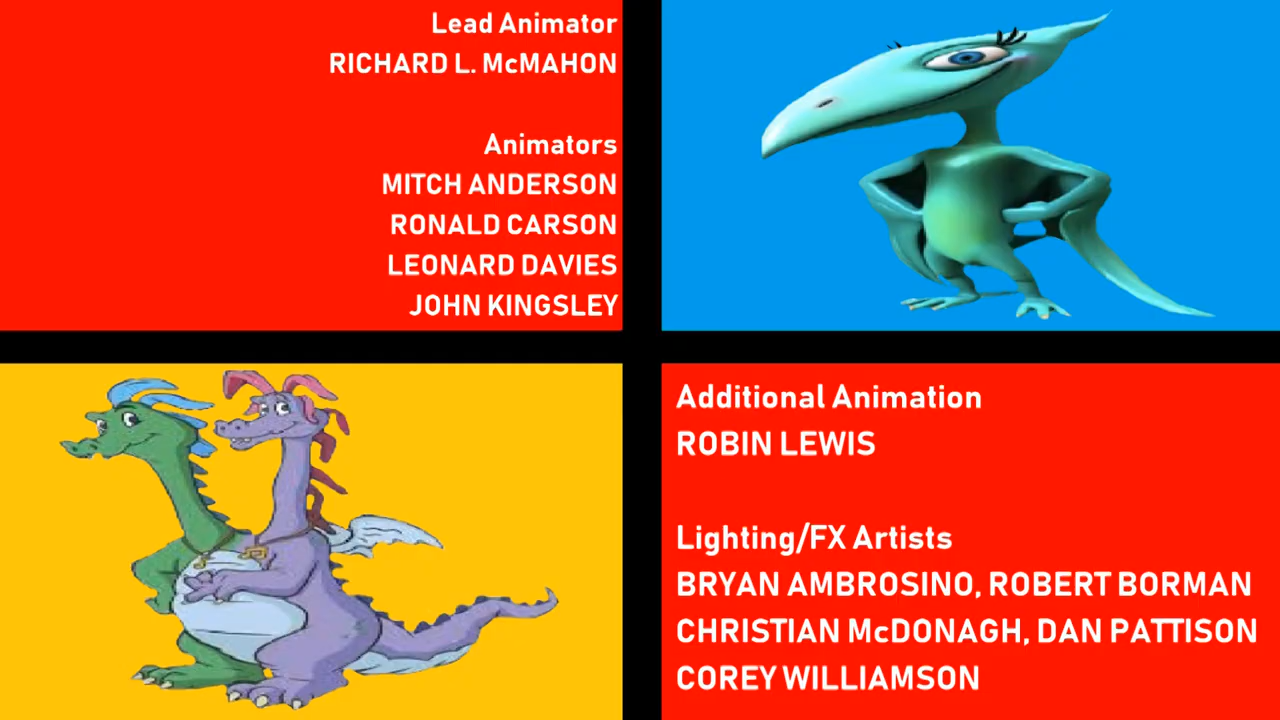 Lead Animator
RICHARD L. McMAHON
Animators
MITCH ANDERSON
RONALD CARSON
LEONARD DAVIES
JOHN KINGSLEY
Additional Animation
ROBIN LEWIS
Lighting/FX Artists
BRYAN AMBROSINO, ROBERT BORMAN
CHRISTIAN McDONAGH, DAN PATTISON
COREY WILLIAMSON